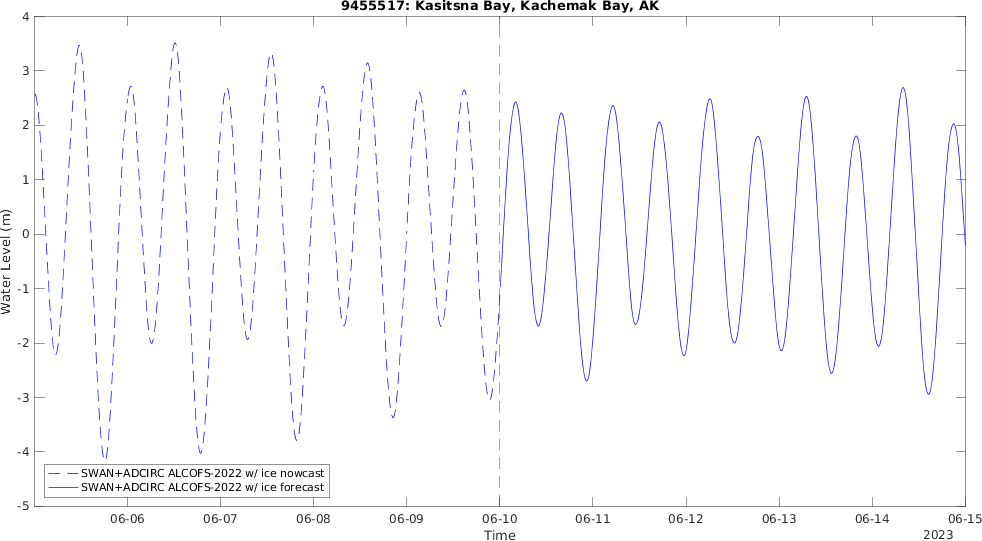 9455517: Kasitsna Bay, Kachemak Bay, AK
4
3
2
1
0
-1
-2
-3
-4
-5
Water Level (m)
SWAN+ADCIRC ALCOFS-2022 w/ ice nowcast
SWAN+ADCIRC ALCOFS-2022 w/ ice forecast
06-06 06-07 06-08 06-09 06-10 06-11 06-12 06-13 06-14 06-15
Time
2023